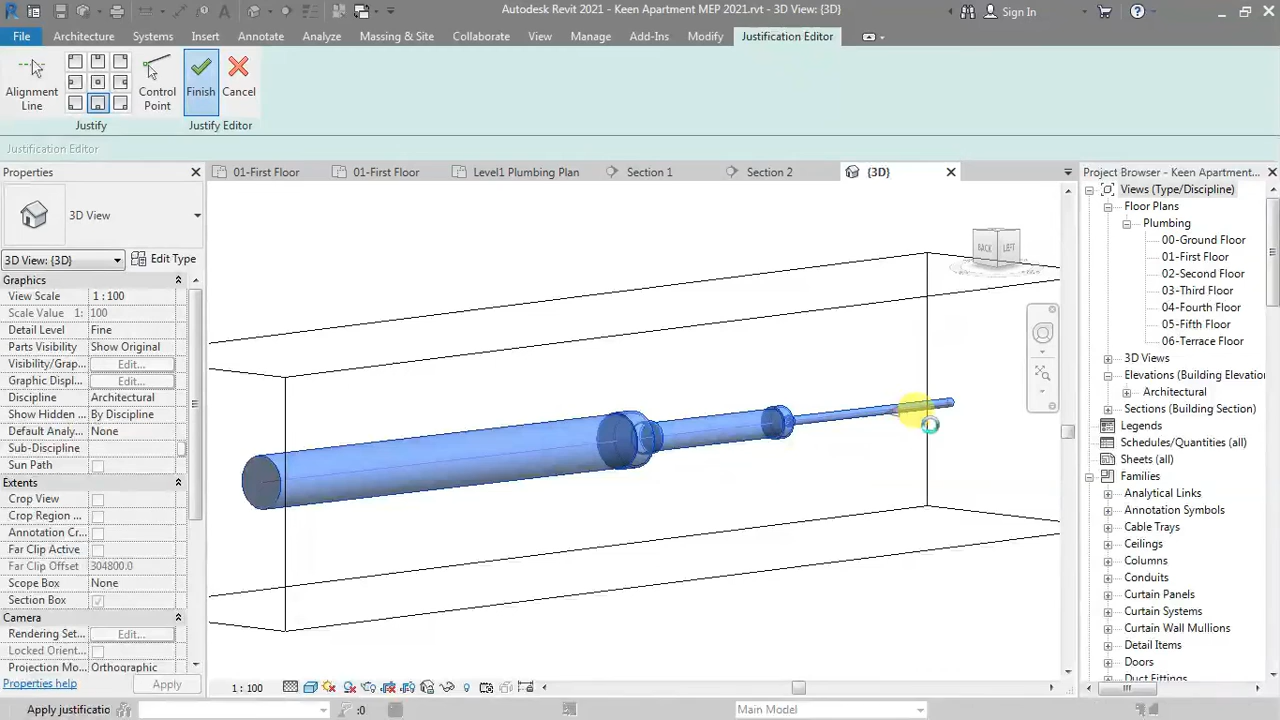 Autodesk Revit 2021 - Keen Apartment MEP 2021.rvt - 3D View: {3D}
Sign In
File Architecture Systems Insert Annotate Analyze Massing & Site Collaborate View Manage Add-Ins Modify Justification Editor
Alignment Line
Control Point
Finish
Cancel
Justify
Justify Editor
Justification Editor
Properties
01-First Floor
01-First Floor
Level1 Plumbing Plan
Section 1
Section 2
{3D}
Project Browser - Keen Apartment...
3D View
3D View: {3D}
Edit Type
Graphics
View Scale 1 : 100
Scale Value 1: 100
Detail Level Fine
Parts Visibility Show Original
Visibility/Grap... Edit...
Graphic Displ... Edit...
Discipline Architectural
Show Hidden ... By Discipline
Default Analy... None
Sub-Discipline
Sun Path
Extents
Crop View
Crop Region ...
Annotation Cr...
Far Clip Active
Far Clip Offset 304800.0
Scope Box None
Section Box
Camera
Rendering Set... Edit...
Locked Orient...
Projection Mo... Orthographic
Properties help
Apply
BACK
LEFT
Views (Type/Discipline)
Floor Plans
Plumbing
00-Ground Floor
01-First Floor
02-Second Floor
03-Third Floor
04-Fourth Floor
05-Fifth Floor
06-Terrace Floor
3D Views
Elevations (Building Elevation
Architectural
Sections (Building Section)
Legends
Schedules/Quantities (all)
Sheets (all)
Families
Analytical Links
Annotation Symbols
Cable Trays
Ceilings
Columns
Conduits
Curtain Panels
Curtain Systems
Curtain Wall Mullions
Detail Items
Doors
1 : 100
Apply justificatio
:0
Main Model